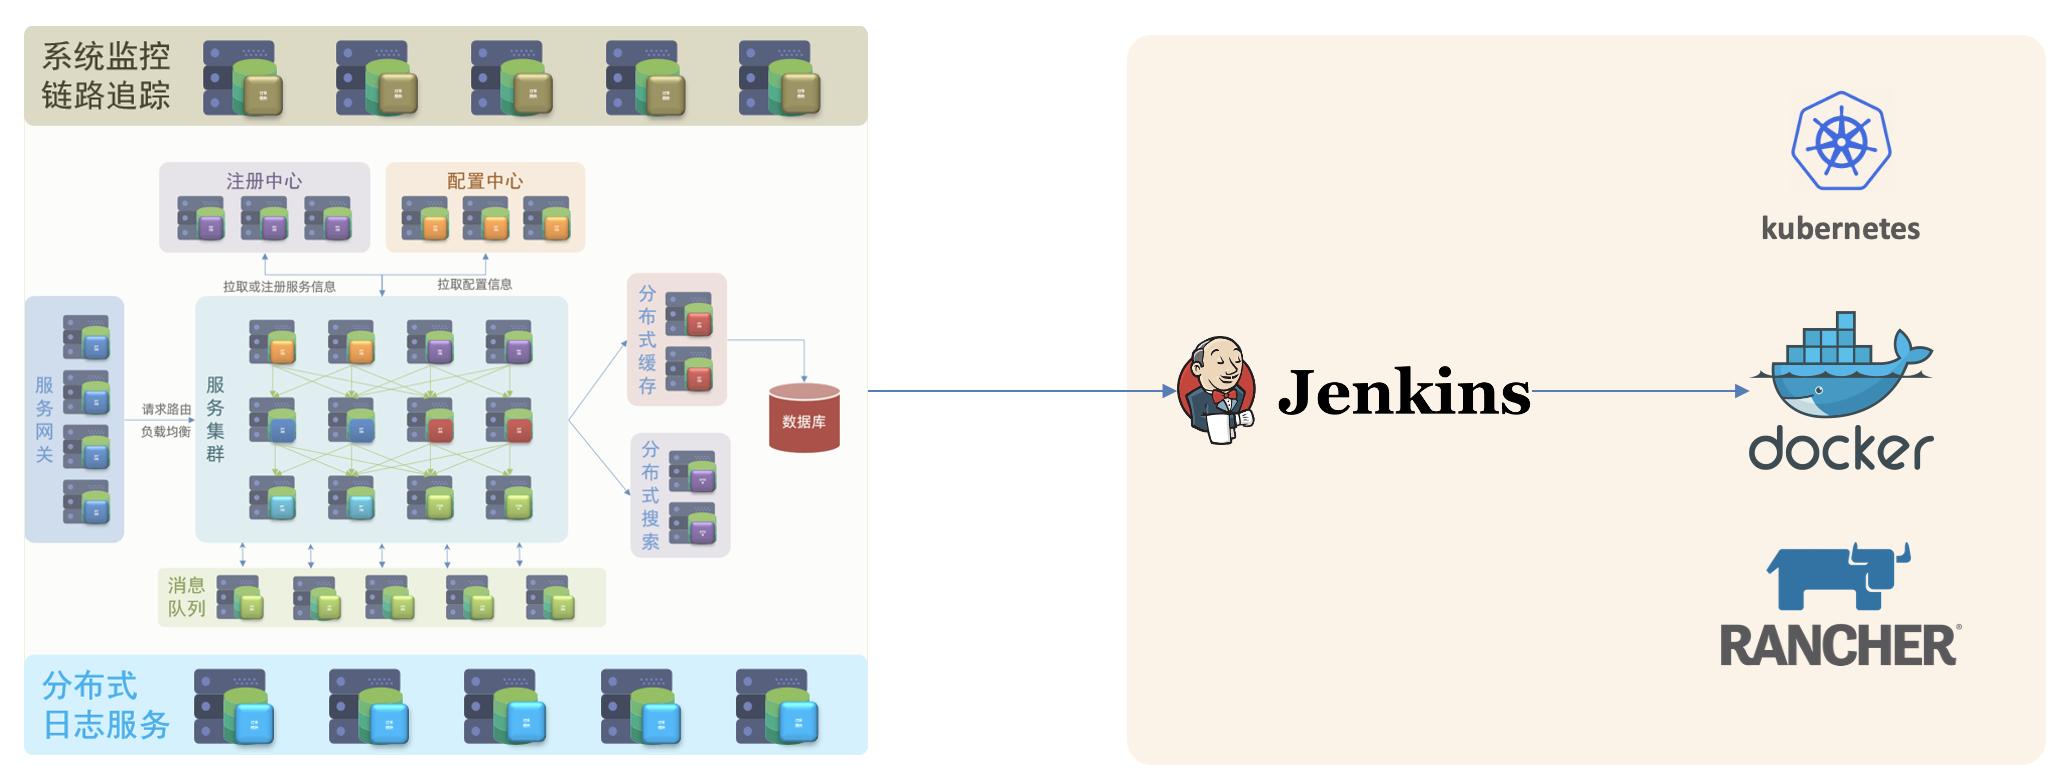 系统监控
链路追踪
注册中心
配置中心
拉取或注册服务信息
拉取配置信息
服务网关
请求路由
负载均衡
服务集群
分布式缓存
数据库
分布式搜索
消息
队列
分布式
日志服务
Jenkins
kubernetes
docker
RANCHER®